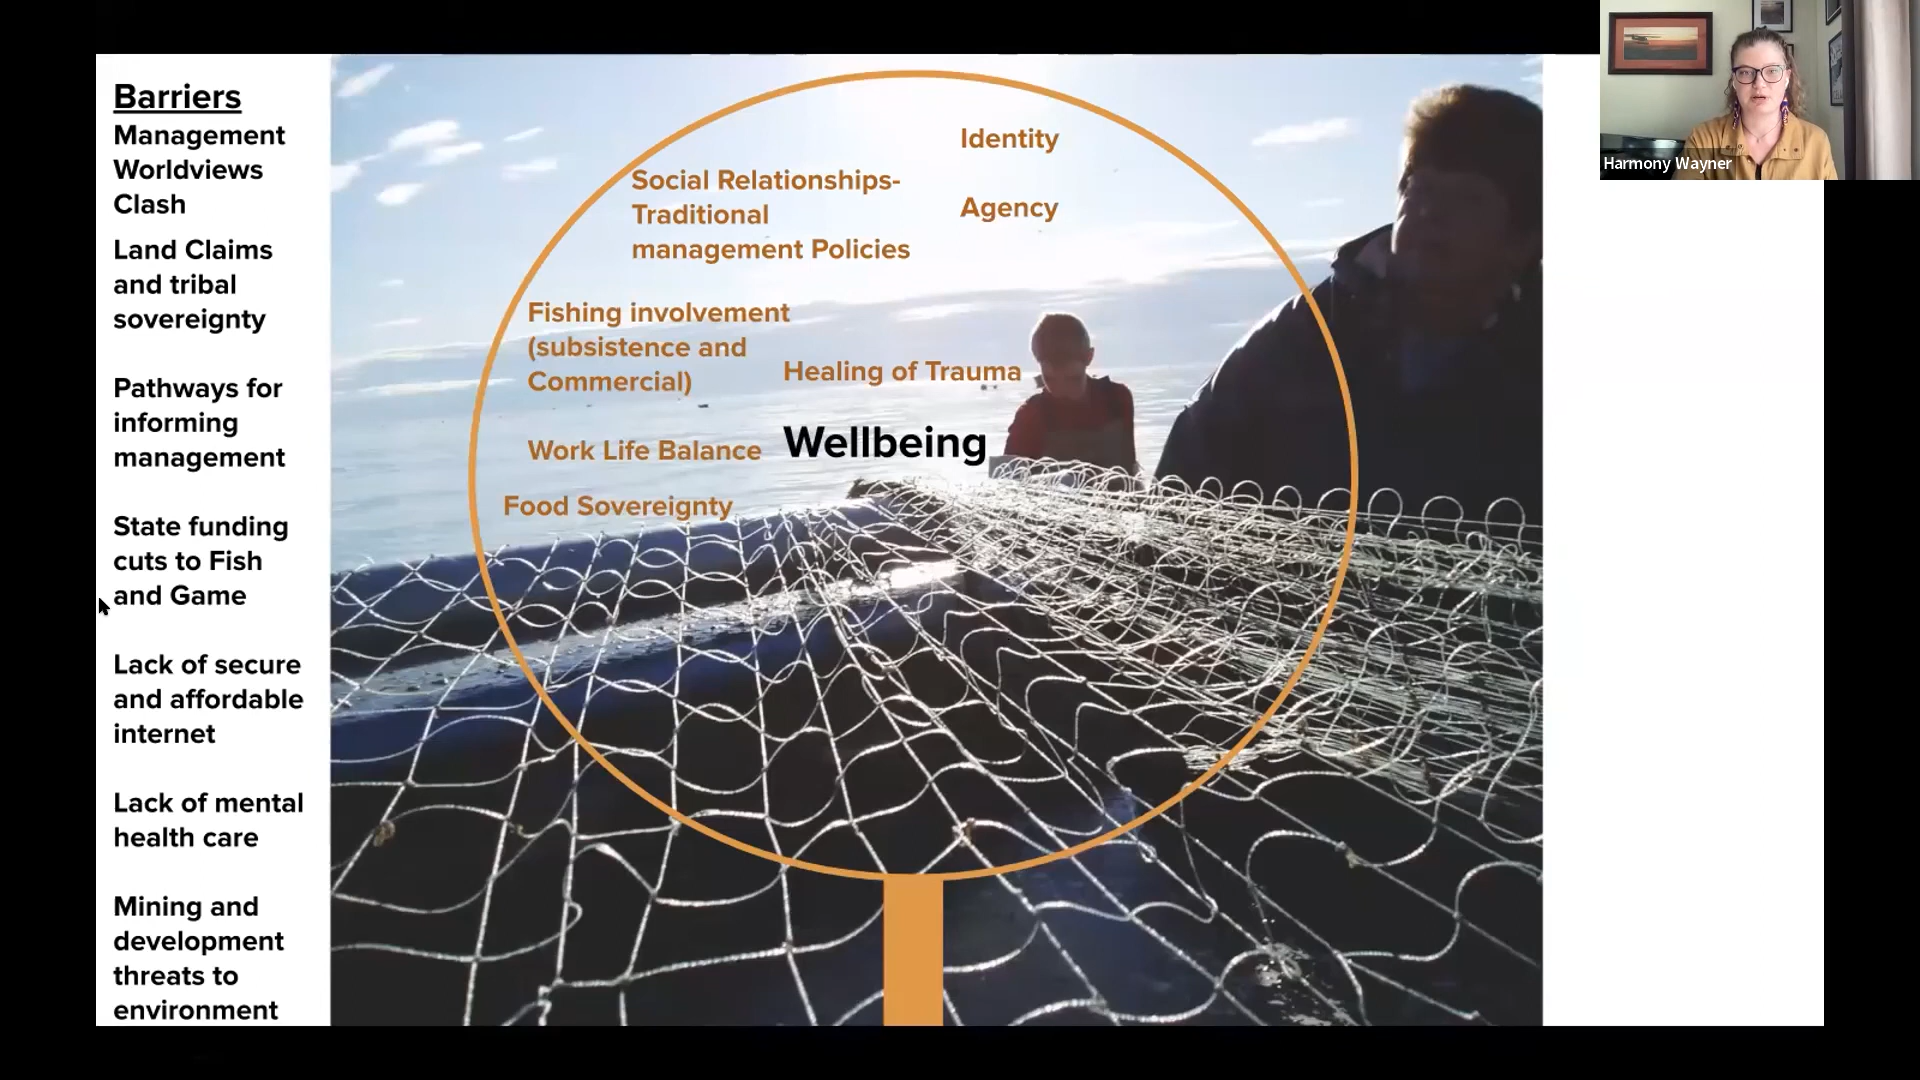 Barriers
Management
Worldviews
Clash
Land Claims
and tribal
sovereignty
Pathways for
informing
management
State funding
cuts to Fish
and Game
Lack of secure
and affordable
internet
Lack of mental
health care
Mining and
development
threats to
environment
Identity
Social Relationships-
Traditional
management Policies
Agency
Fishing involvement
(subsistence and
Commercial)
Healing of Trauma
Work Life Balance
Wellbeing
Food Sovereignty
Harmony Wayner